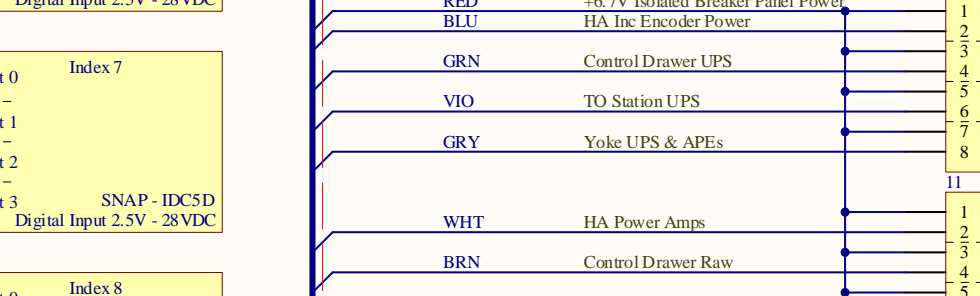 Digital Input 2.5V - 28VDC
RED +6.7V Isolated Breaker Panel Power 1
BLU HA Inc Encoder Power 2
3
Index 7
GRN Control Drawer UPS 4
t 0
5
VIO TO Station UPS 6
t 1
7
GRY Yoke UPS & APEs 8
t 2
11
SNAP - IDC5D
t 3
1
Digital Input 2.5V - 28VDC
WHT HA Power Amps 2
3
BRN Control Drawer Raw 4
Index 8
5